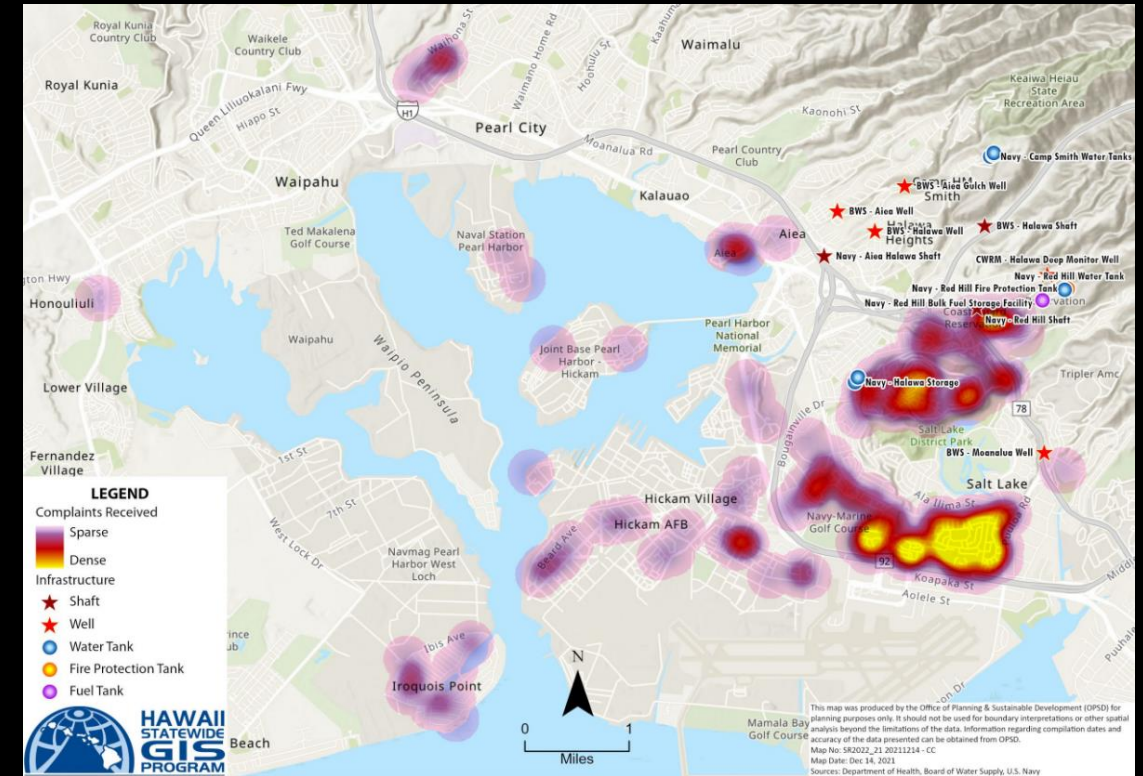 Royal Kunia
Country Club
Waikele
Country Club
Waihona St
Waimano Home Rd
Hoohulu St
Waimalu
Royal Kunia
Keaiwa Heiau
State
Recreation Area
Queen Liliuokalani Fwy
Hiapo St
H1
Kaonohi St
Pearl City
Moanalua Rd
Pearl Country
Club
Navy - Camp Smith Water Tanks
Waipahu
Kalauao
BWS - Aiea Gulch Well
Smith
BWS - Aiea Well
Ted Makalena
Golf Course
Naval Station
Pearl Harbor
Aiea
Aiea
BWS - Halawa Well
Halawa
Heights
BWS - Halawa Shaft
Navy - Aiea Halawa Shaft
CWRM - Halawa Deep Monitor Well
Navy - Red Hill Water Tank
Navy - Red Hill Fire Protection Tank
Navy - Red Hill Bulk Fuel Storage Facility
Navy - Red Hill Shaft
Honouliuli
Waipahu
Waipio Peninsula
Joint Base Pearl
Harbor -
Hickam
Pearl Harbor
National
Memorial
Lower Village
Navy - Halawa Storage
Tripler Amc
78
Bougainville Dr
Salt Lake
District Park
Fernandez
Village
1st St
7th St
West Lock Dr
BWS - Moanalua Well
Salt Lake
Ala Ilima St
Hickam Village
Hickam AFB
Navy-Marine
Golf Course
Beard Ave
Navmag Pearl
Harbor West
Loch
92
Koapaka St
Aolele St
Ibis Ave
Iroquois Point
Beach
LEGEND
Complaints Received
Sparse
Dense
Infrastructure
Shaft
Well
Water Tank
Fire Protection Tank
Fuel Tank
HAWAII
STATEWIDE
GIS
PROGRAM
N
0 1
Miles
Mamala Bay
Golf Course
This map was produced by the Office of Planning & Sustainable Development (OPSD) for
planning purposes only. It should not be used for boundary interpretations or other spatial
analysis beyond the limitations of the data. Information regarding compilation dates and
accuracy of the data presented can be obtained from OPSD.
Map No: SR2022_21 20211214 - CC
Map Date: Dec 14, 2021
Sources: Department of Health, Board of Water Supply, U.S. Navy